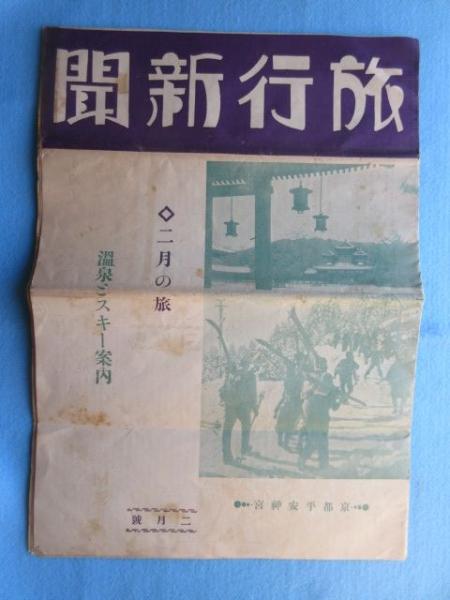 旅行新聞
◇二月の旅
温泉とスキー案内
京都平安神宮
二月號